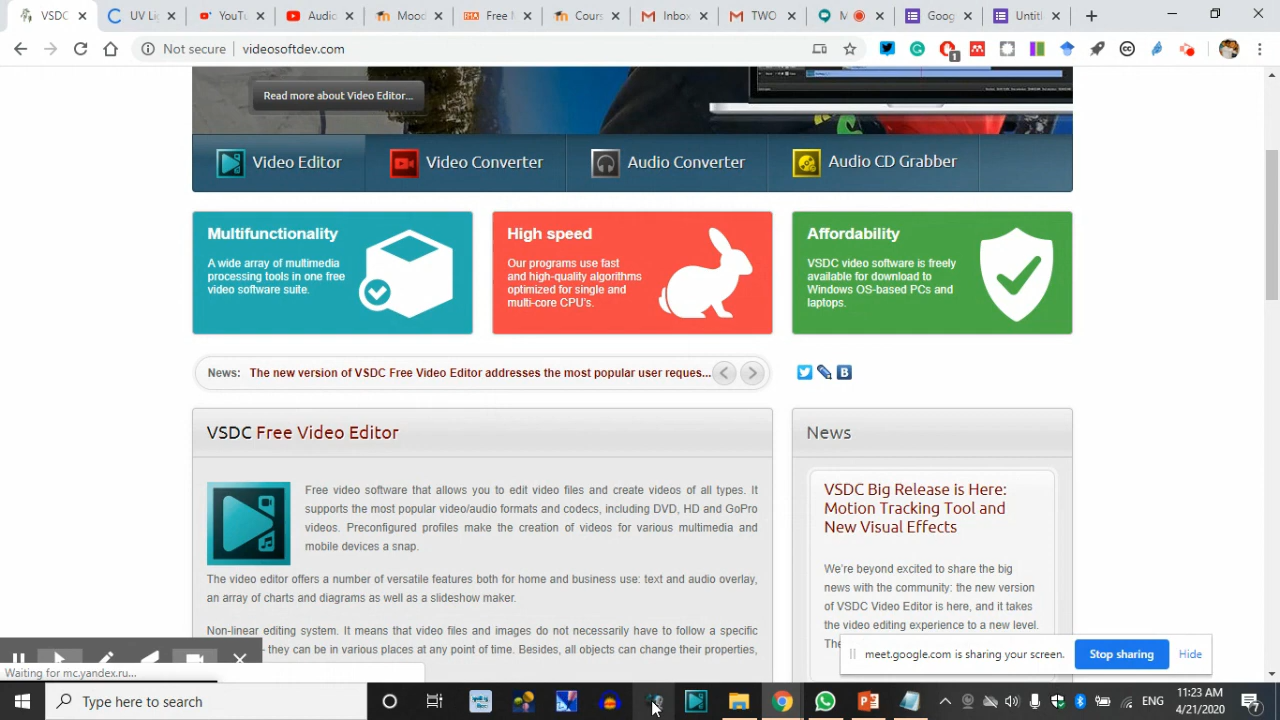 VSDC
UV Lig
VSDC
Audio
Mood
Free
Cours
Inbox
TWO
M
Goog
Untitl
Not secure
videosoftdev.com
1
Read more about Video Editor...
Video Editor
Video Converter
Audio Converter
Audio CD Grabber
Multifunctionality
A wide array of multimedia
processing tools in one free
video software suite.
High speed
Our programs use fast
and high-quality algorithms
optimized for single and
multi-core CPU's.
Affordability
VSDC video software is freely
available for download to
Windows OS-based PCs and
laptops.
News: The new version of VSDC Free Video Editor addresses the most popular user reques...
B
VSDC Free Video Editor
Free video software that allows you to edit video files and create videos of all types. It
supports the most popular video/audio formats and codecs, including DVD, HD and GoPro
videos. Preconfigured profiles make the creation of videos for various multimedia and
mobile devices a snap.
The video editor offers a number of versatile features both for home and business use: text and audio overlay,
an array of charts and diagrams as well as a slideshow maker.
Non-linear editing system. It means that video files and images do not necessarily have to follow a specific
- they can be in various places at any point of time. Besides, all objects can change their properties,
News
VSDC Big Release is Here:
Motion Tracking Tool and
New Visual Effects
We're beyond excited to share the big
news with the community: the new version
of VSDC Video Editor is here, and it takes
the video editing experience to a new level.
meet.google.com is sharing your screen.
Stop sharing
Hide
Waiting for mc.yandex.ru...
Type here to search
ENG
11:23 AM
4/21/2020
7